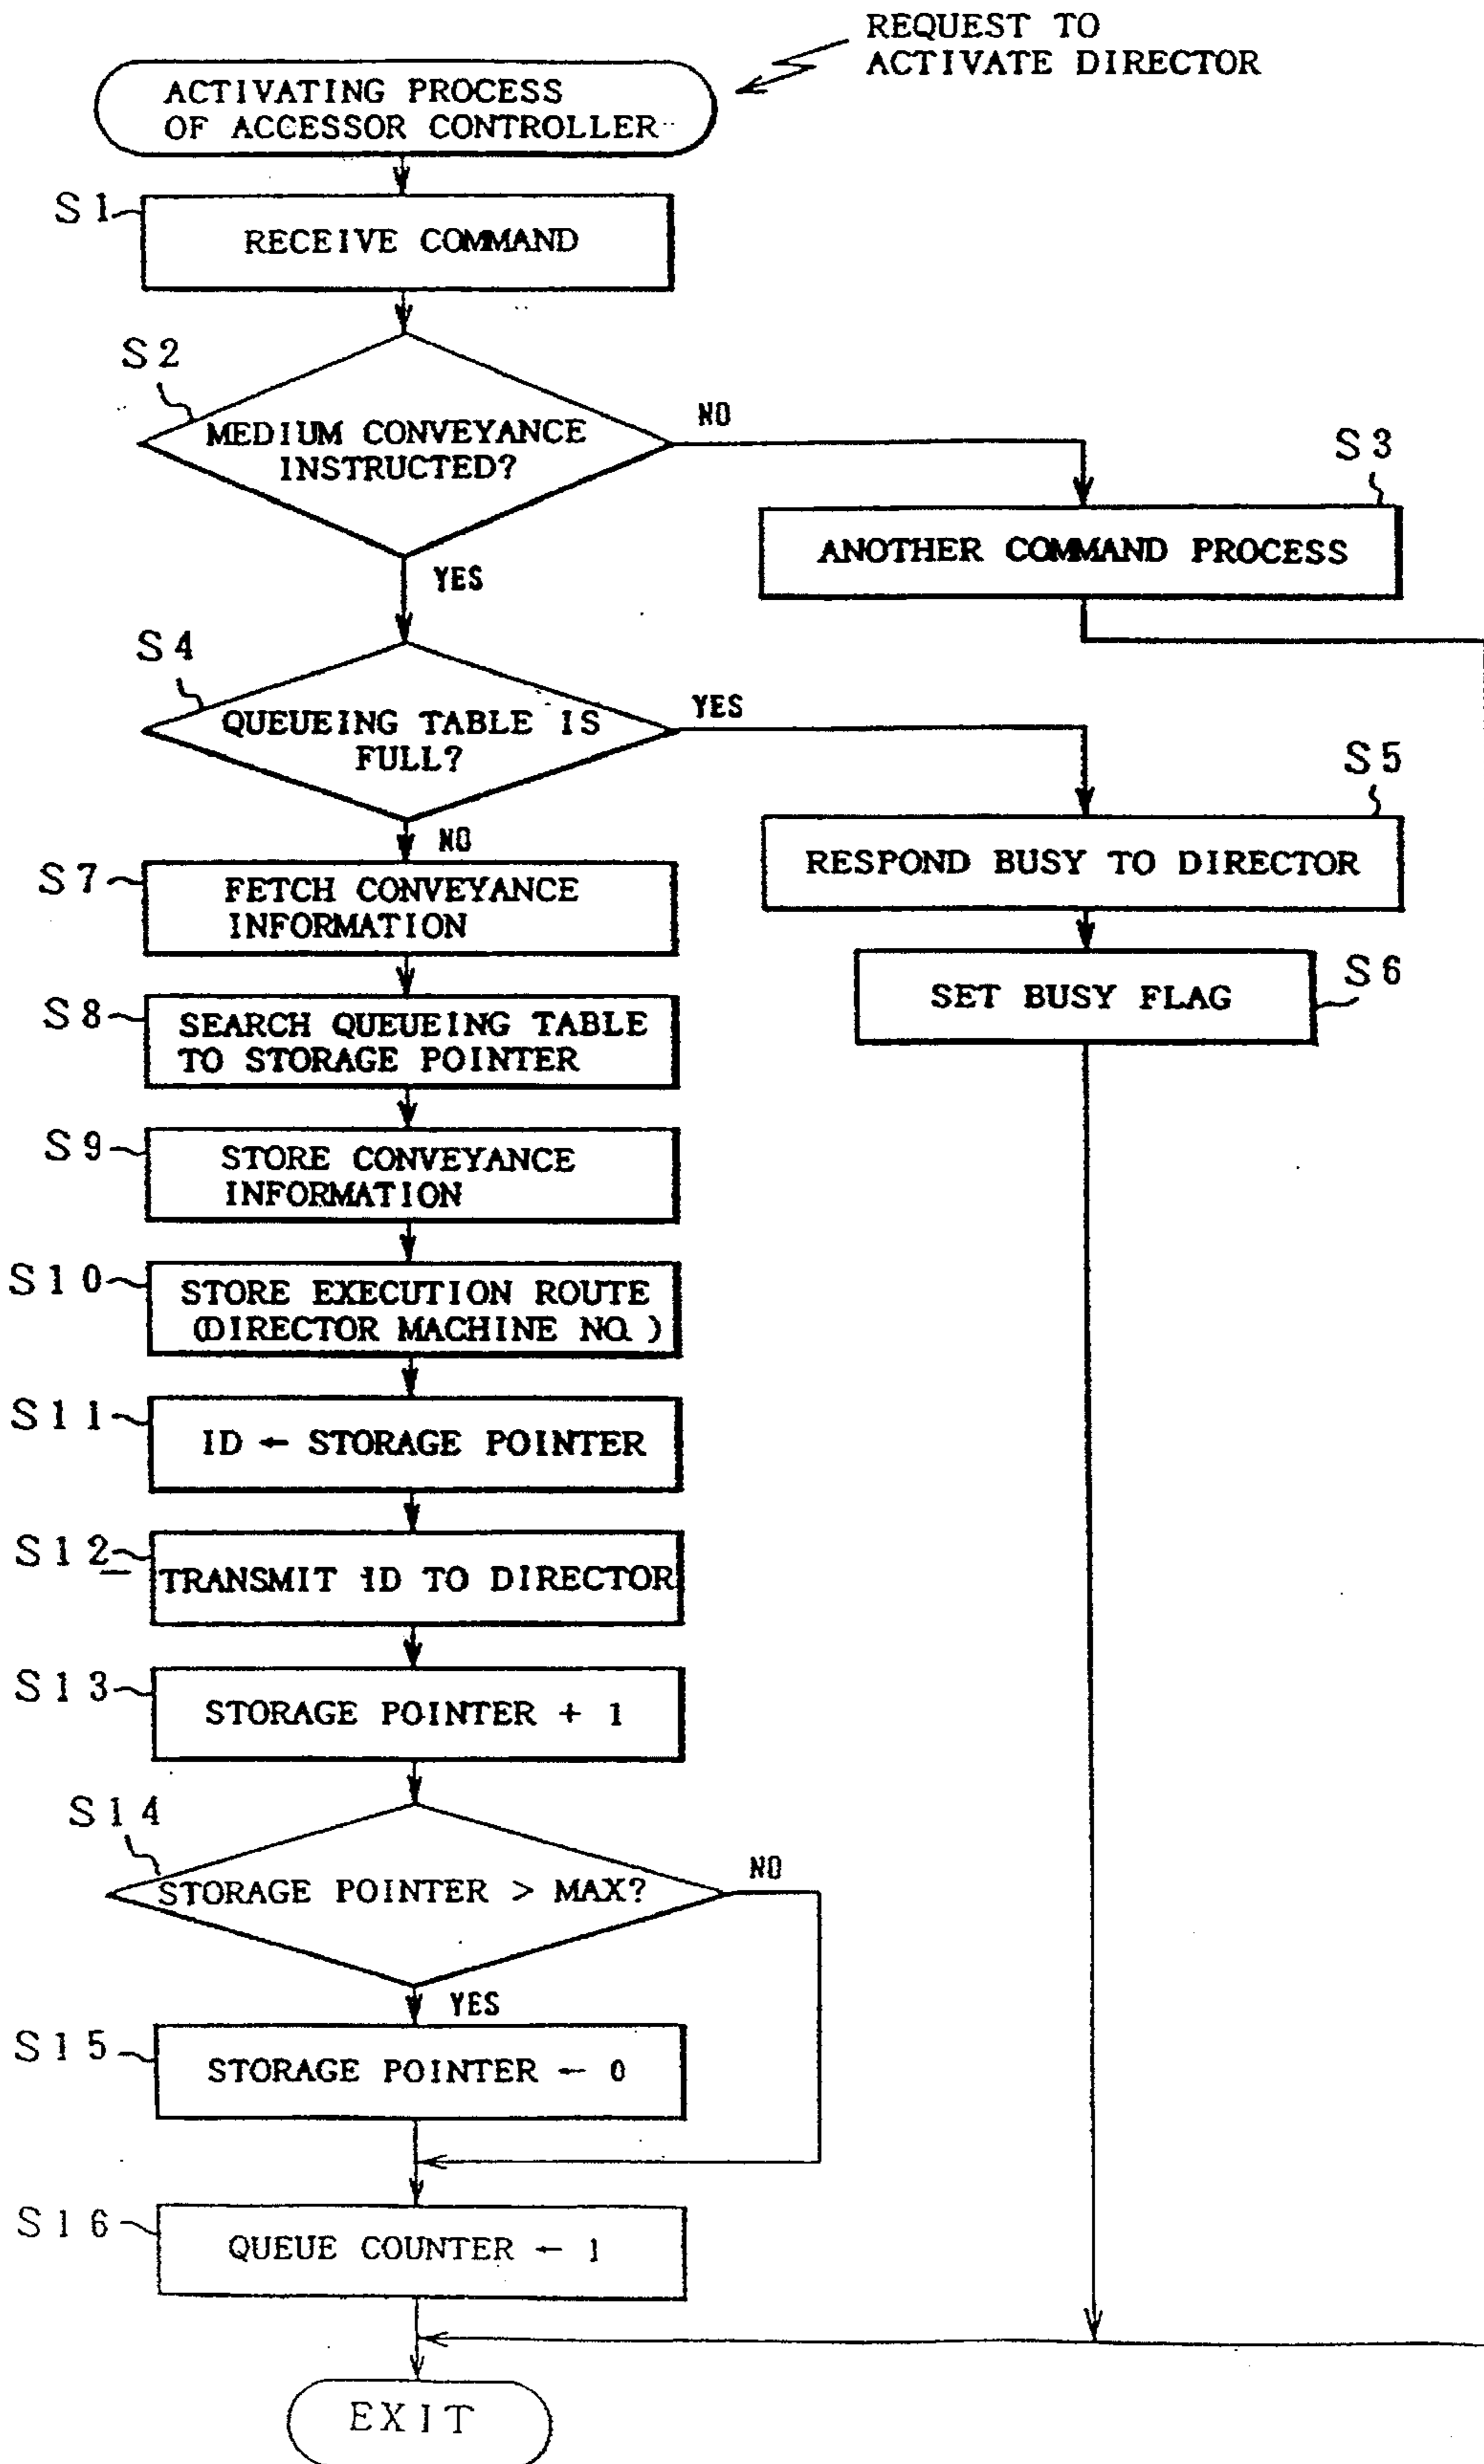 REQUEST TO
ACTIVATE DIRECTOR
ACTIVATING PROCESS
OF ACCESSOR CONTROLLER
S1
RECEIVE COMMAND
S2
MEDIUM CONVEYANCE
INSTRUCTED?
NO
YES
S3
ANOTHER COMMAND PROCESS
S4
QUEUEING TABLE IS
FULL?
YES
NO
S5
RESPOND BUSY TO DIRECTOR
S6
SET BUSY FLAG
S7
FETCH CONVEYANCE
INFORMATION
S8
SEARCH QUEUEING TABLE
TO STORAGE POINTER
S9
STORE CONVEYANCE
INFORMATION
S10
STORE EXECUTION ROUTE
(DIRECTOR MACHINE NO.)
S11
ID ← STORAGE POINTER
S12
TRANSMIT ID TO DIRECTOR
S13
STORAGE POINTER + 1
S14
STORAGE POINTER > MAX?
NO
YES
S15
STORAGE POINTER ← 0
S16
QUEUE COUNTER ← 1
EXIT